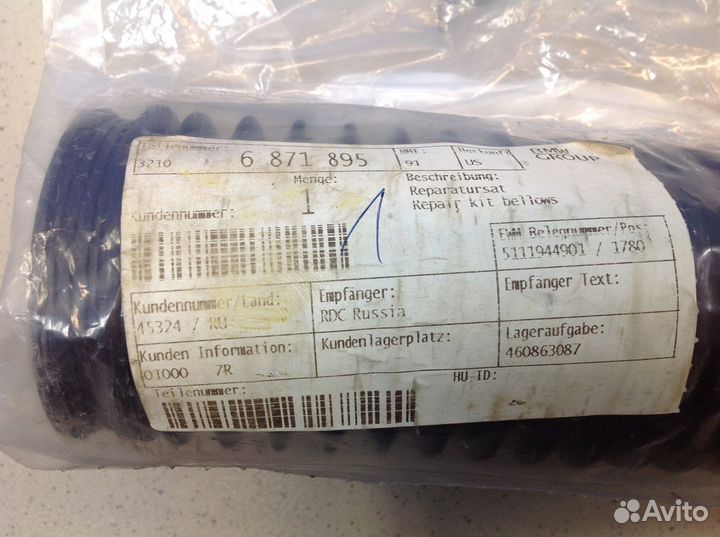 Teilenummer: BME: Herkunft BMW
3210 6 871 895 91 US GROUP
Menge: Beschreibung:
Reparatursat
Kundennummer: 1 Repair kit bellows
EWM Belegnummer/Pos:
5111944901 / 1780
Kundennummer/Land: Empfänger: Empfänger Text:
45324 / RU RDC Russia
Kunden Information: Kundenlagerplatz: Lageraufgabe:
01000 7R 460863087
Teilenummer: HU-ID:
Avito